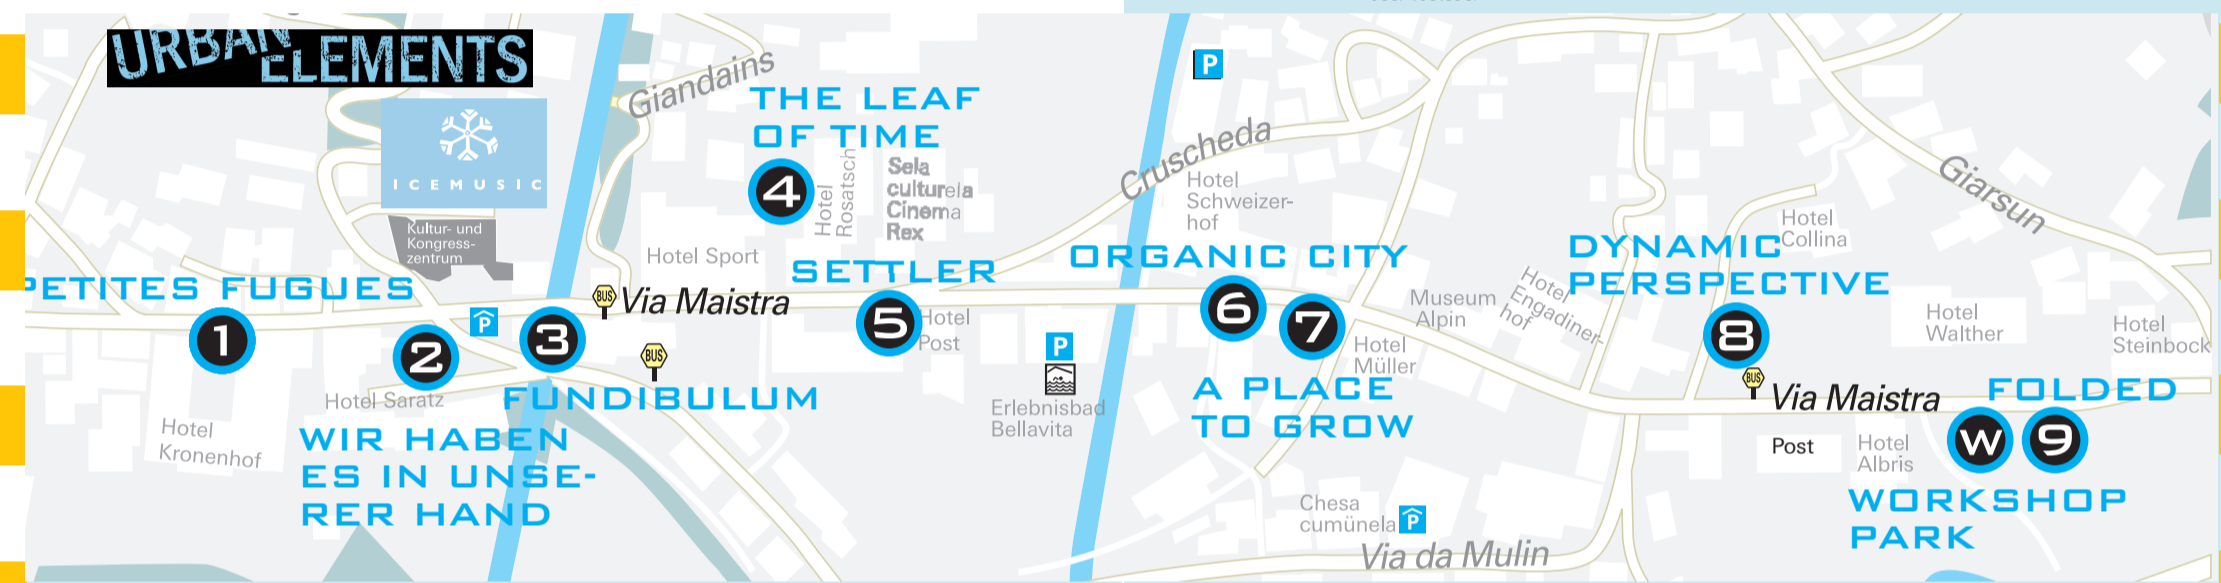 URBAN
ELEMENTS
ICEMUSIC
Kultur- und
Kongress-
zentrum
Giandains
THE LEAF
OF TIME
4
Hotel
Rosatsch
Sela
culturela
Cinema
Rex
P
Cruscheda
Hotel
Schweizer-
hof
Giarsun
Hotel
Collina
PETITES FUGUES
1
2
P
3
BUS
Via Maistra
BUS
Hotel Sport
SETTLER
5
Hotel
Post
ORGANIC CITY
6
7
Museum
Alpin
Hotel
Engadiner-
hof
DYNAMIC
PERSPECTIVE
8
Hotel
Walther
Hotel
Steinbock
Hotel
Kronenhof
Hotel Saratz
WIR HABEN
ES IN UNSE-
RER HAND
FUNDIBULUM
P
Erlebnisbad
Bellavita
Hotel
Müller
A PLACE
TO GROW
BUS
Via Maistra
FOLDED
W
9
Post
Hotel
Albris
WORKSHOP
PARK
Chesa
cumünela
P
Via da Mulin